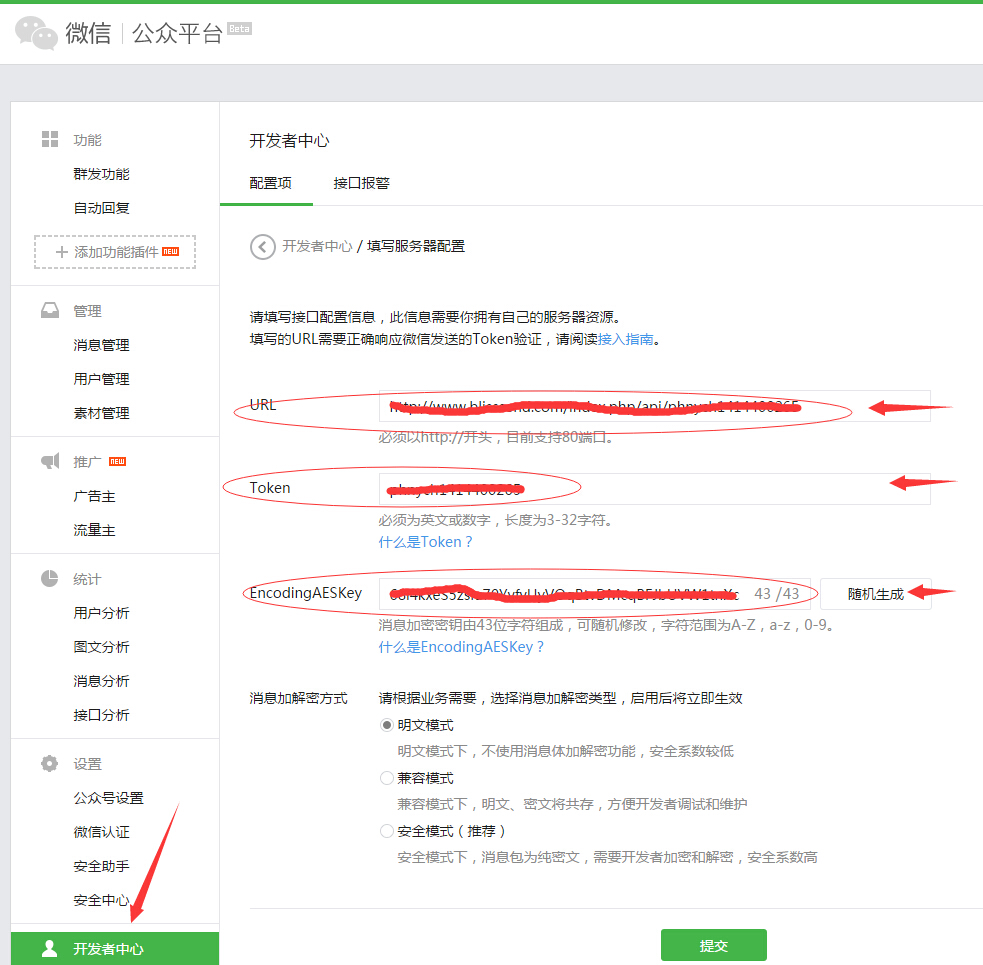 微信 公众平台 Beta
功能
群发功能
自动回复
添加功能插件 NEW
管理
消息管理
用户管理
素材管理
推广 NEW
广告主
流量主
统计
用户分析
图文分析
消息分析
接口分析
设置
公众号设置
微信认证
安全助手
安全中心
开发者中心
开发者中心
配置项 接口报警
开发者中心 / 填写服务器配置
请填写接口配置信息，此信息需要你拥有自己的服务器资源。
填写的URL需要正确响应微信发送的Token验证，请阅读接入指南。
URL
必须以http://开头，目前支持80端口。
Token
必须为英文或数字，长度为3-32字符。
什么是Token？
EncodingAESKey 43 /43 随机生成
消息加密密钥由43位字符组成，可随机修改，字符范围为A-Z，a-z，0-9。
什么是EncodingAESKey？
消息加解密方式 请根据业务需要，选择消息加解密类型，启用后将立即生效
明文模式
明文模式下，不使用消息体加解密功能，安全系数较低
兼容模式
兼容模式下，明文、密文将共存，方便开发者调试和维护
安全模式（推荐）
安全模式下，消息包为纯密文，需要开发者加密和解密，安全系数高
提交